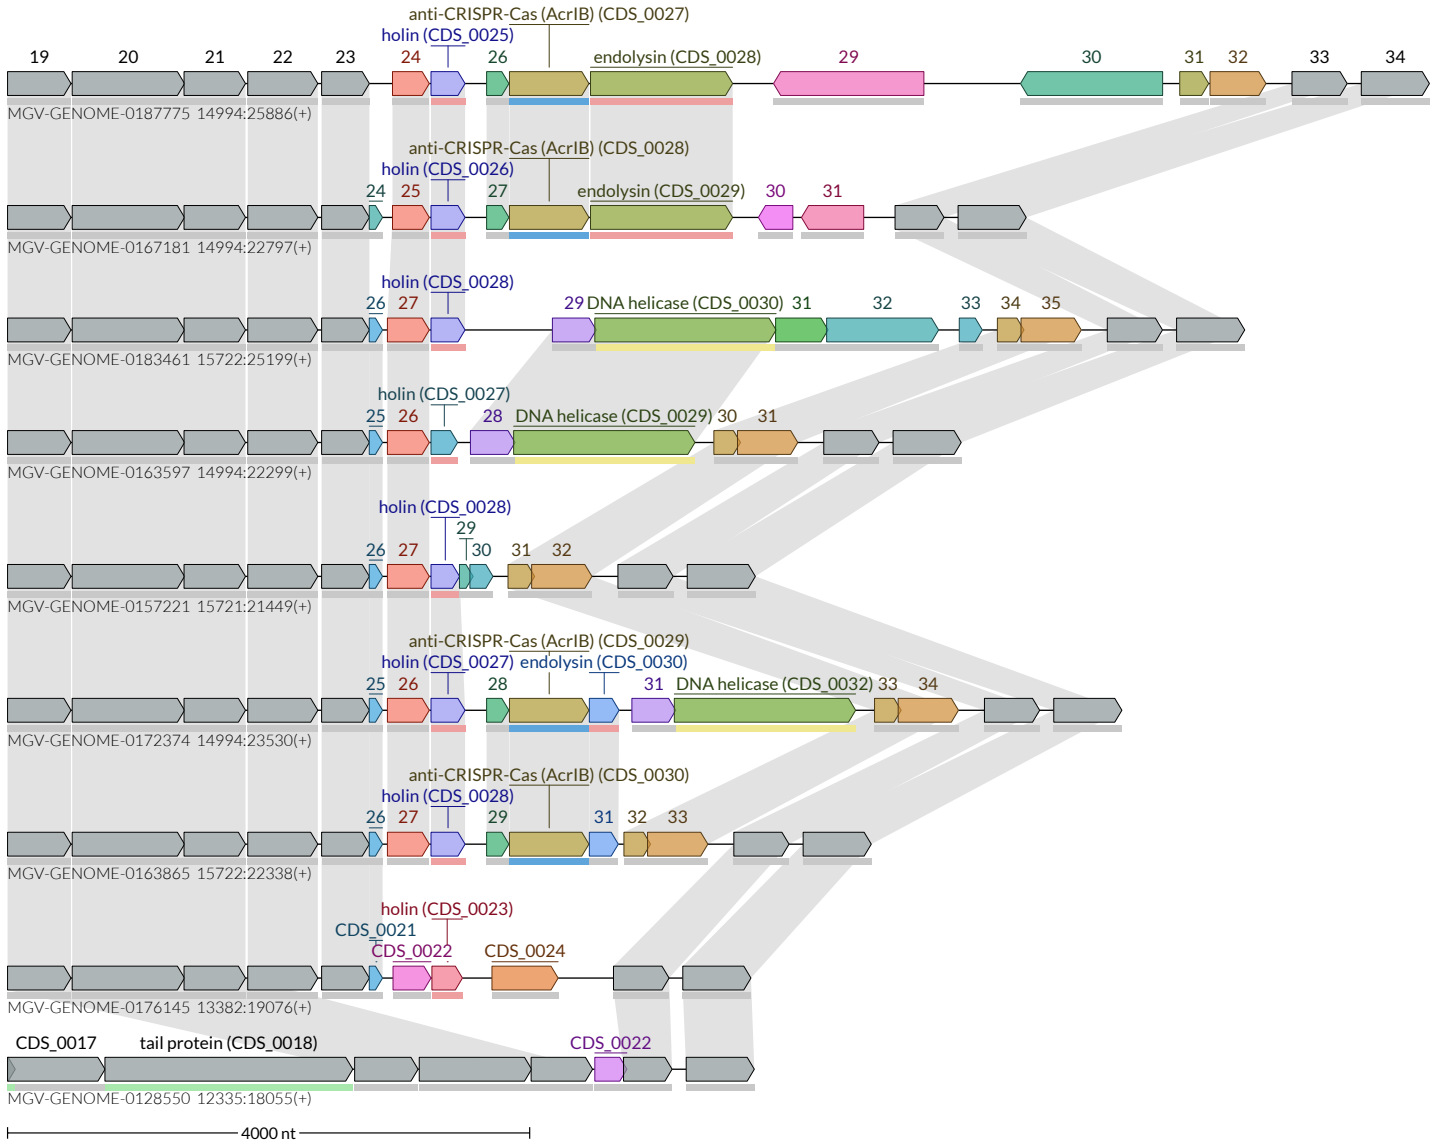 anti-CRISPR-Cas (AcrIB) (CDS_0027)
holin (CDS_0025)
19 20 21 22 23 24 26 endolysin (CDS_0028) 29 30 31 32 33 34
MGV-GENOME-0187775 14994:25886(+)
anti-CRISPR-Cas (AcrIB) (CDS_0028)
holin (CDS_0026)
24 25 27 endolysin (CDS_0029) 30 31
MGV-GENOME-0167181 14994:22797(+)
holin (CDS_0028)
26 27 29 DNA helicase (CDS_0030) 31 32 33 34 35
MGV-GENOME-0183461 15722:25199(+)
holin (CDS_0027)
25 26 28 DNA helicase (CDS_0029) 30 31
MGV-GENOME-0163597 14994:22299(+)
holin (CDS_0028)
29
26 27 30 31 32
MGV-GENOME-0157221 15721:21449(+)
anti-CRISPR-Cas (AcrIB) (CDS_0029)
holin (CDS_0027) endolysin (CDS_0030)
25 26 28 31 DNA helicase (CDS_0032) 33 34
MGV-GENOME-0172374 14994:23530(+)
anti-CRISPR-Cas (AcrIB) (CDS_0030)
holin (CDS_0028)
26 27 29 31 32 33
MGV-GENOME-0163865 15722:22338(+)
holin (CDS_0023)
CDS_0021
CDS_0022 CDS_0024
MGV-GENOME-0176145 13382:19076(+)
CDS_0017 tail protein (CDS_0018) CDS_0022
MGV-GENOME-0128550 12335:18055(+)
4000 nt